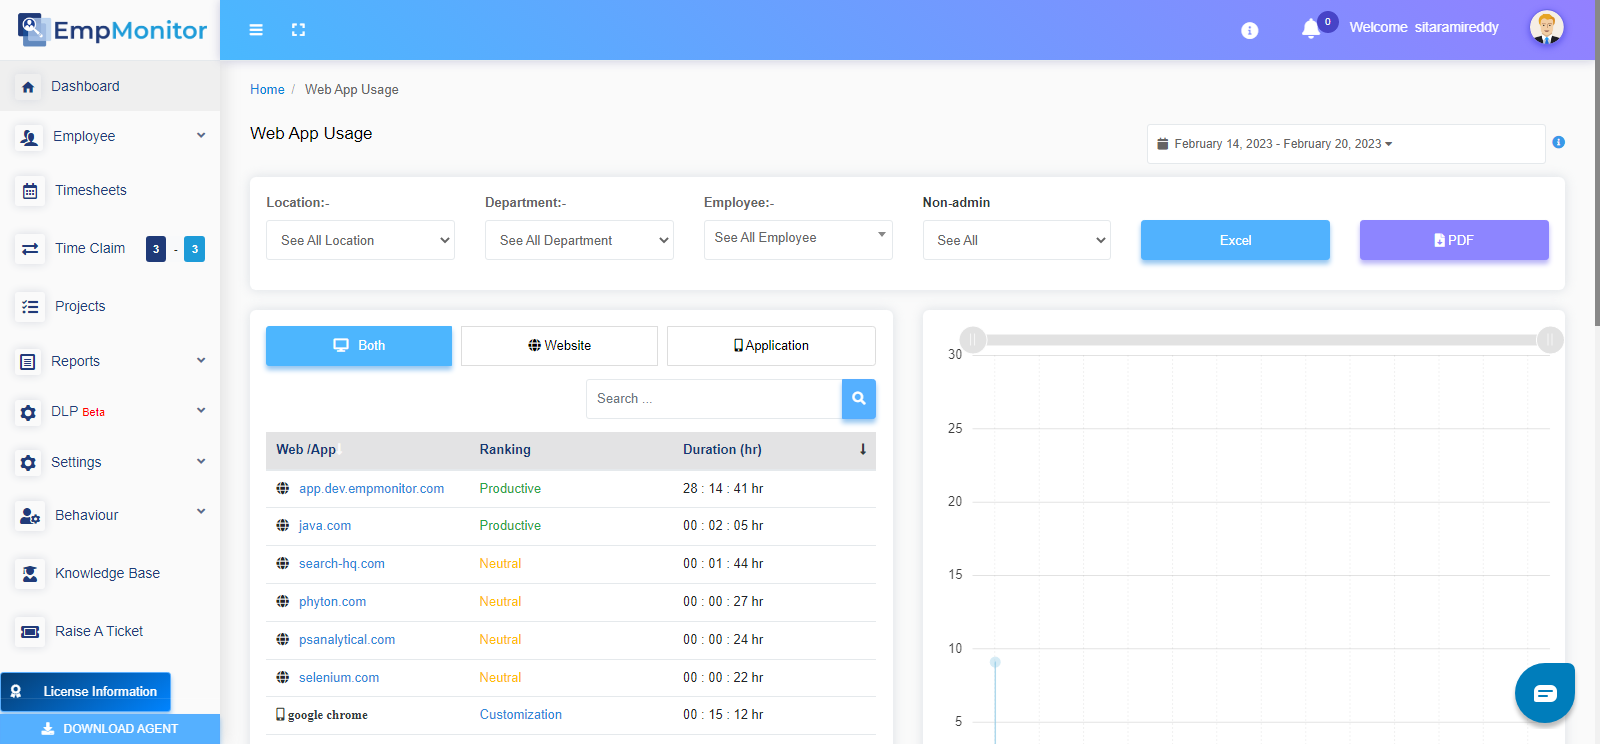 EmpMonitor
0
Welcome sitaramireddy
Dashboard
Employee
Timesheets
Time Claim 3 - 3
Projects
Reports
DLP Beta
Settings
Behaviour
Knowledge Base
Raise A Ticket
License Information
DOWNLOAD AGENT
Home / Web App Usage
Web App Usage
February 14, 2023 - February 20, 2023
Location:- Department:- Employee:- Non-admin
See All Location See All Department See All Employee See All Excel PDF
Both Website Application
Search ...
Web /App Ranking Duration (hr)
app.dev.empmonitor.com Productive 28 : 14 : 41 hr
java.com Productive 00 : 02 : 05 hr
search-hq.com Neutral 00 : 01 : 44 hr
phyton.com Neutral 00 : 00 : 27 hr
psanalytical.com Neutral 00 : 00 : 24 hr
selenium.com Neutral 00 : 00 : 22 hr
google chrome Customization 00 : 15 : 12 hr
30
25
20
15
10
5